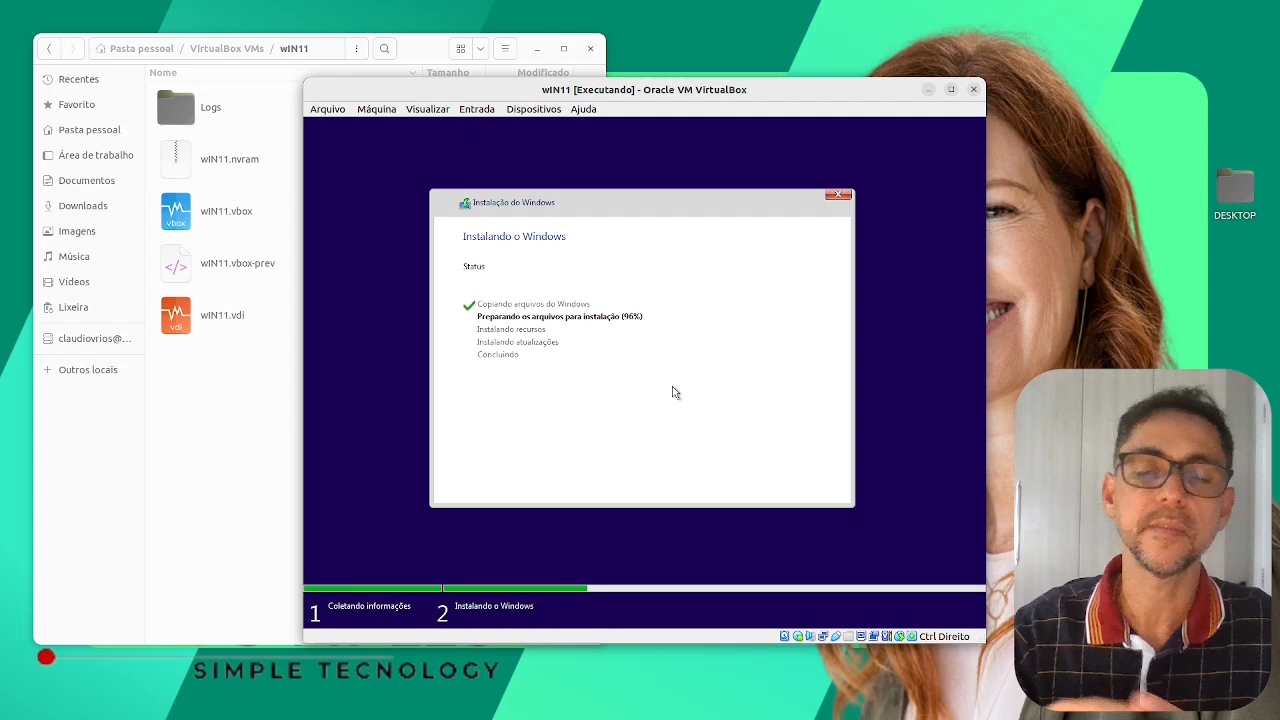 Pasta pessoal / VirtualBox VMs / wIN11
Recentes
Favorito
Pasta pessoal
Área de trabalho
Documentos
Downloads
Imagens
Música
Vídeos
Lixeira
claudiovrios@...
Outros locais
Nome Tamanho Modificado
Logs
wIN11.nvram
wIN11.vbox
wIN11.vbox-prev
wIN11.vdi
vbox
vdi
wIN11 [Executando] - Oracle VM VirtualBox
Arquivo Máquina Visualizar Entrada Dispositivos Ajuda
Instalação do Windows
Instalando o Windows
Status
Copiando arquivos do Windows
Preparando os arquivos para instalação (96%)
Instalando recursos
Instalando atualizações
Concluindo
1 Coletando informações 2 Instalando o Windows
Ctrl Direito
DESKTOP
SIMPLE TECNOLOGY